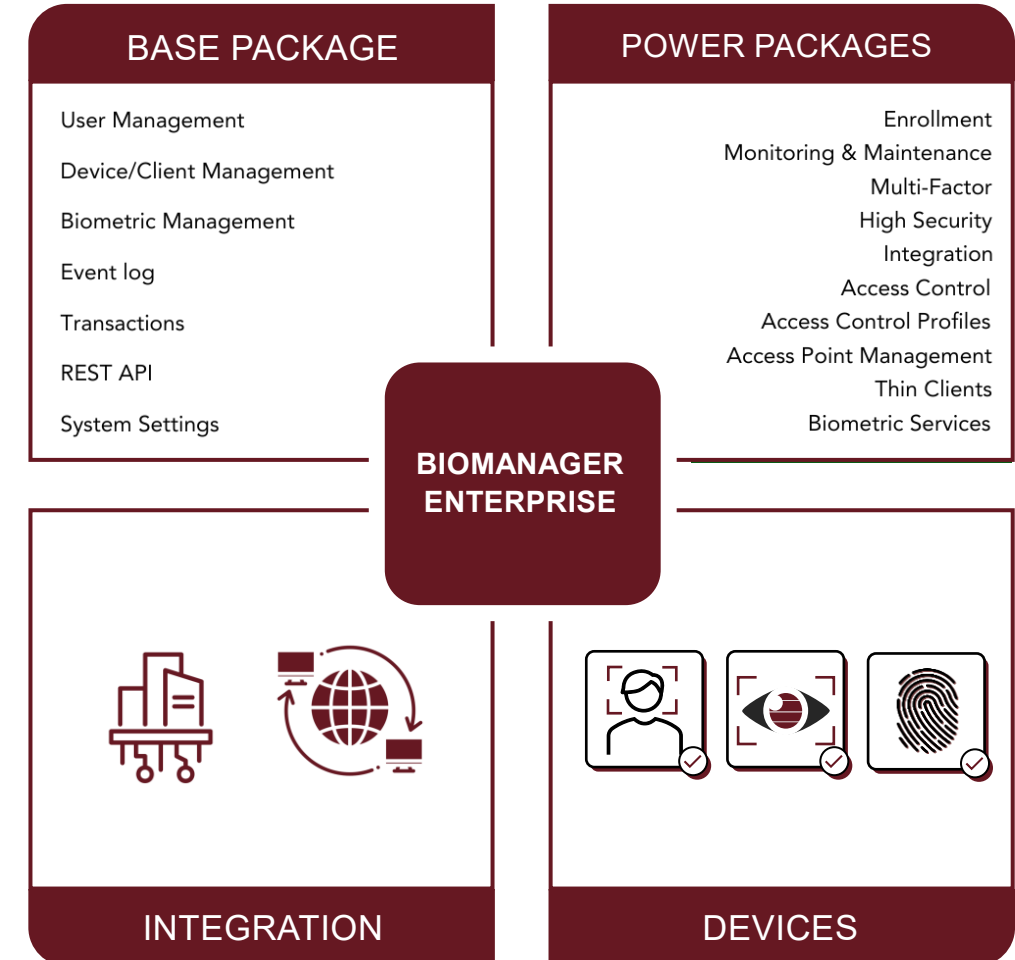 BASE PACKAGE
User Management
Device/Client Management
Biometric Management
Event log
Transactions
REST API
System Settings
POWER PACKAGES
Enrollment
Monitoring & Maintenance
Multi-Factor
High Security
Integration
Access Control
Access Control Profiles
Access Point Management
Thin Clients
Biometric Services
BIOMANAGER
ENTERPRISE
INTEGRATION
DEVICES